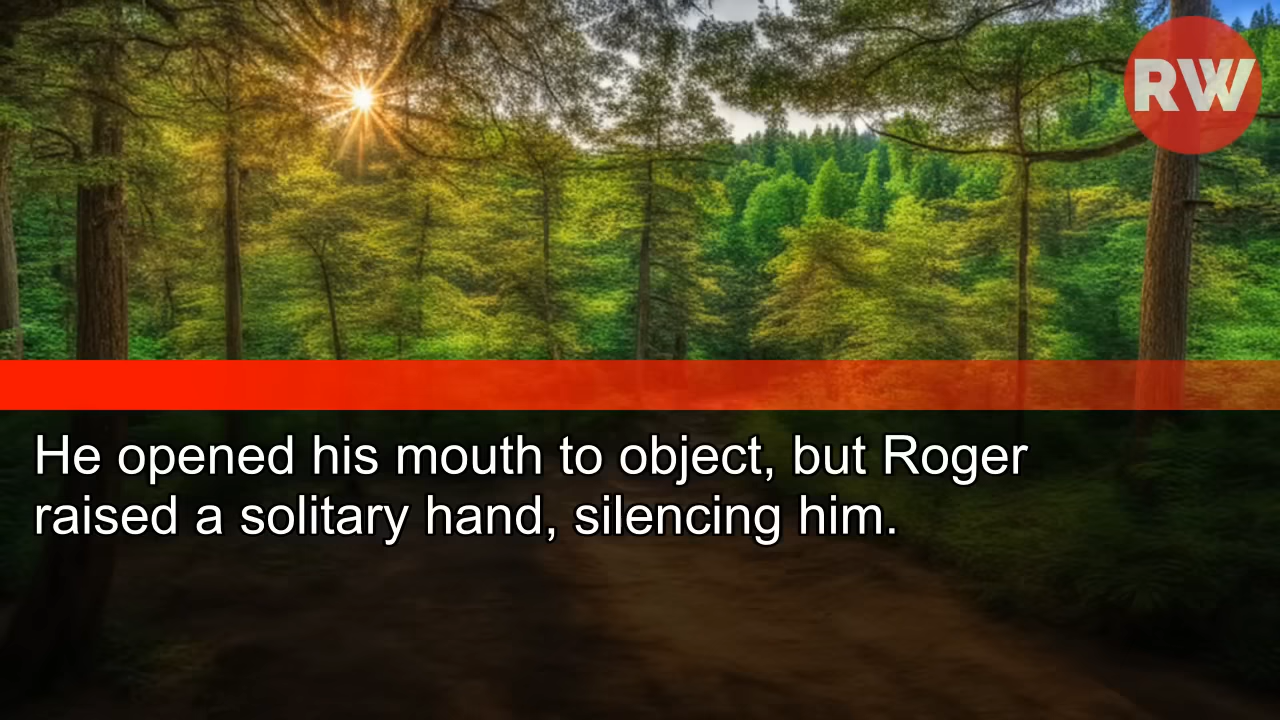 RW
He opened his mouth to object, but Roger
raised a solitary hand, silencing him.